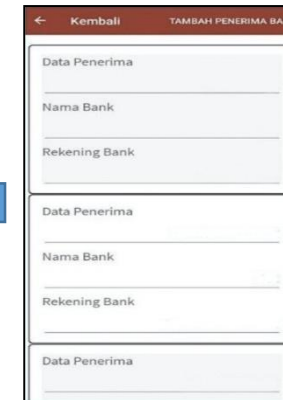 ← Kembali TAMBAH PENERIMA BA
Data Penerima
Nama Bank
Rekening Bank
Data Penerima
Nama Bank
Rekening Bank
Data Penerima